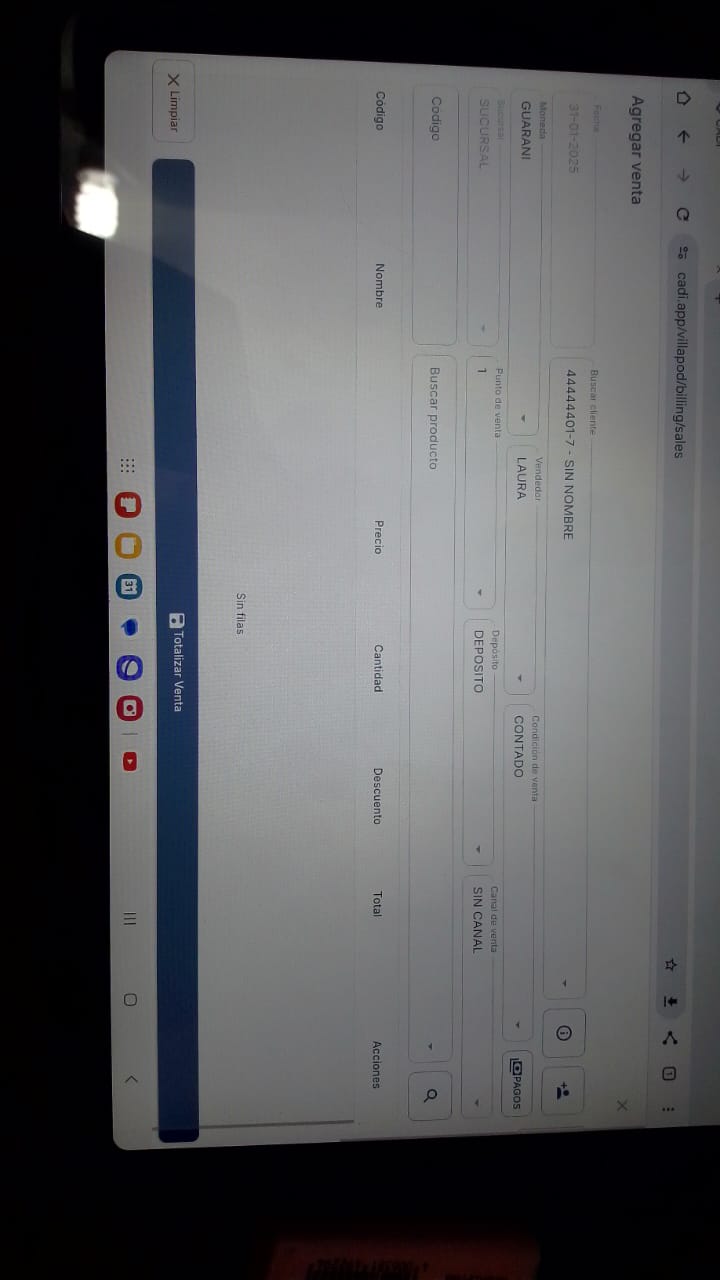 cadi.app/villapod/billing/sales
1
Agregar venta
Fecha
31-01-2025
Buscar cliente
44444401-7 - SIN NOMBRE
Moneda
GUARANI
Vendedor
LAURA
Condición de venta
CONTADO
PAGOS
Sucursal
SUCURSAL
Punto de venta
1
Depósito
DEPOSITO
Canal de venta
SIN CANAL
Codigo
Buscar producto
Código Nombre Precio Cantidad Descuento Total Acciones
Sin filas
Limpiar
Totalizar Venta
31